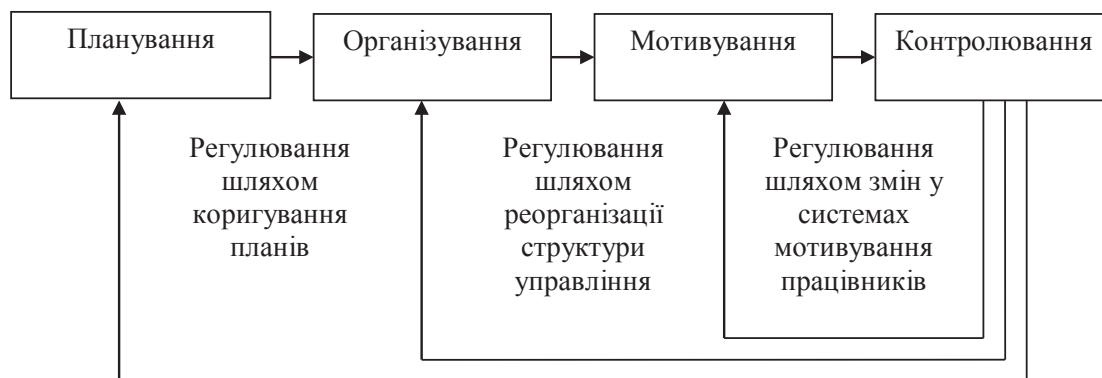 Планування
Організування
Мотивування
Контролювання
Регулювання
шляхом
коригування
планів
Регулювання
шляхом
реорганізації
структури
управління
Регулювання
шляхом змін у
системах
мотивування
працівників